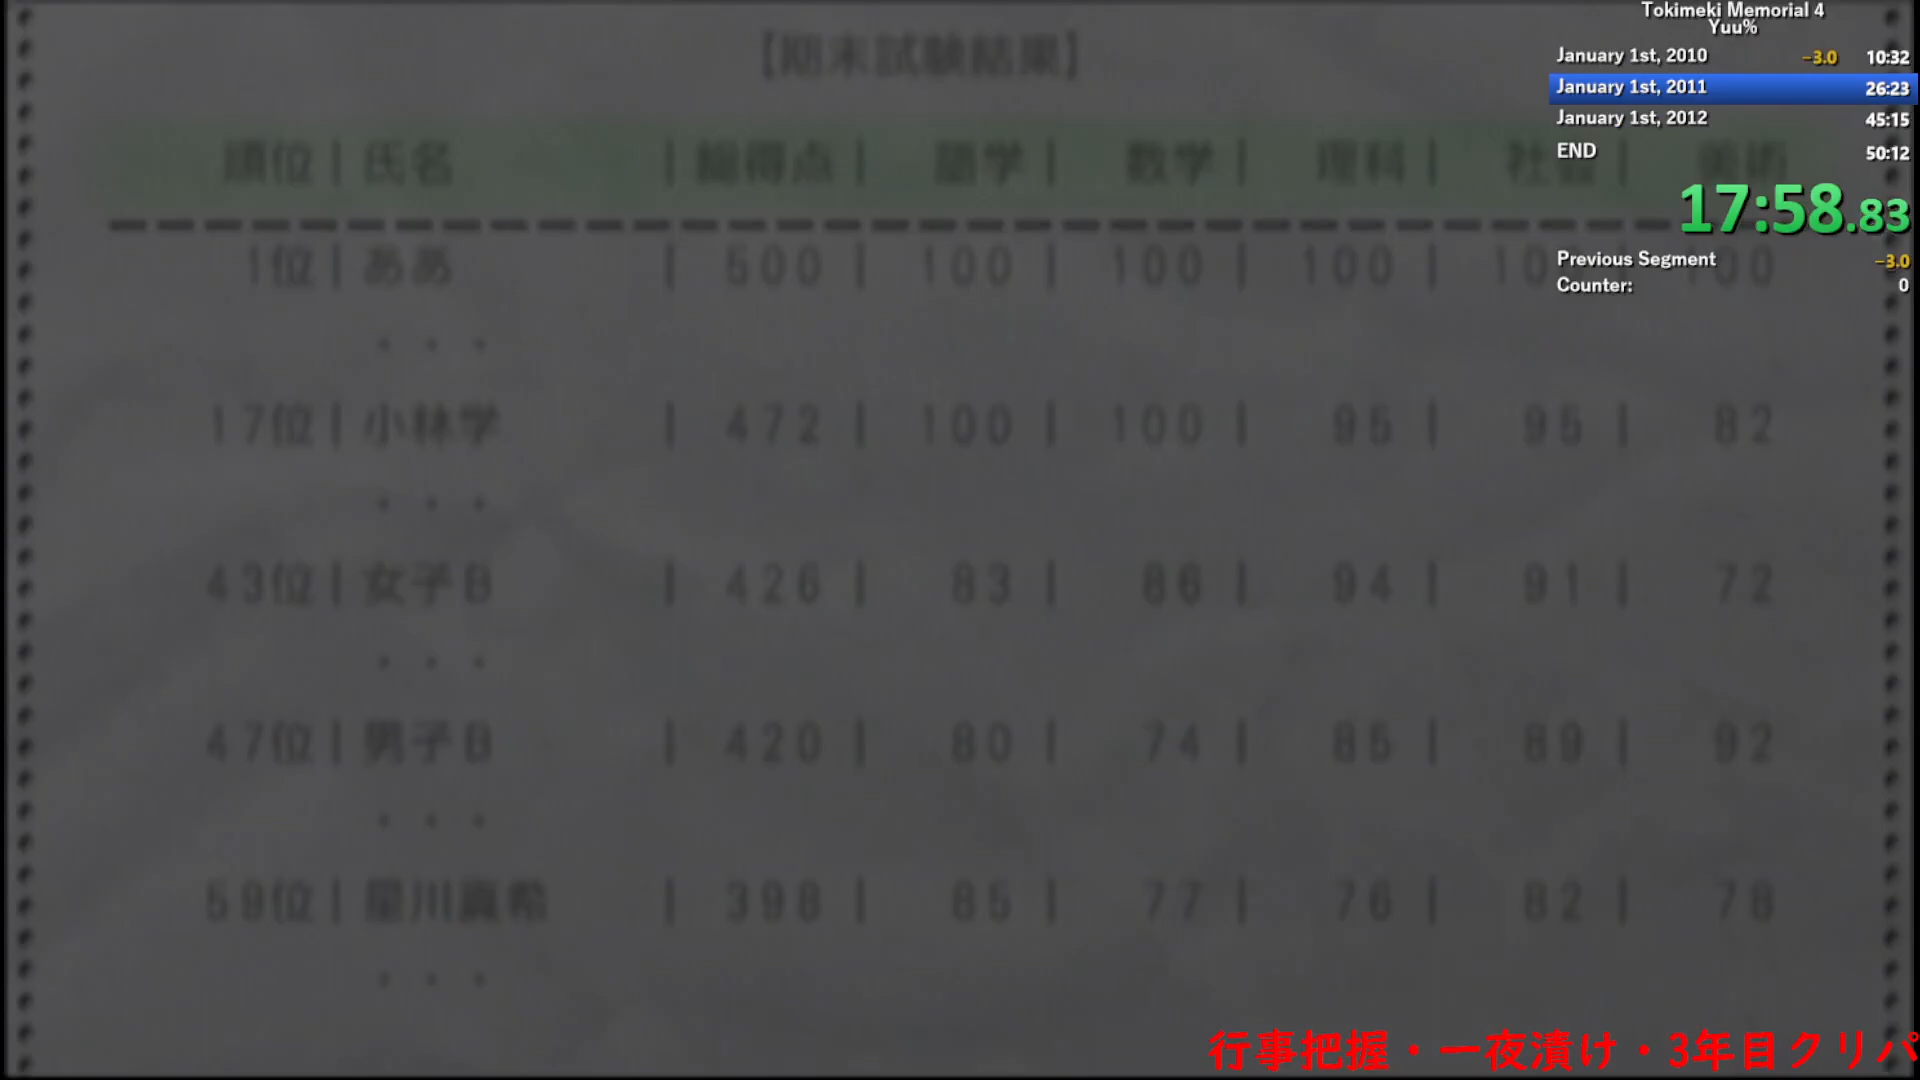 Tokimeki Memorial 4
Yuu%
January 1st, 2010 −3.0 10:32
January 1st, 2011 26:23
January 1st, 2012 45:15
END 50:12
17:58.83
Previous Segment −3.0
Counter: 0
【期末試験結果】
順位 | 氏名 | 総得点 | 語学 | 数学 | 理科 | 社会 | 美術
1位 | ああ | 500 | 100 | 100 | 100 | 100
・・・
17位 | 小林学 | 472 | 100 | 100 | 95 | 95 | 82
・・・
43位 | 女子B | 426 | 83 | 86 | 94 | 91 | 72
・・・
47位 | 男子B | 420 | 80 | 74 | 85 | 89 | 92
・・・
59位 | 星川真希 | 398 | 85 | 77 | 76 | 82 | 78
・・・
行事把握・一夜漬け・3年目クリパ